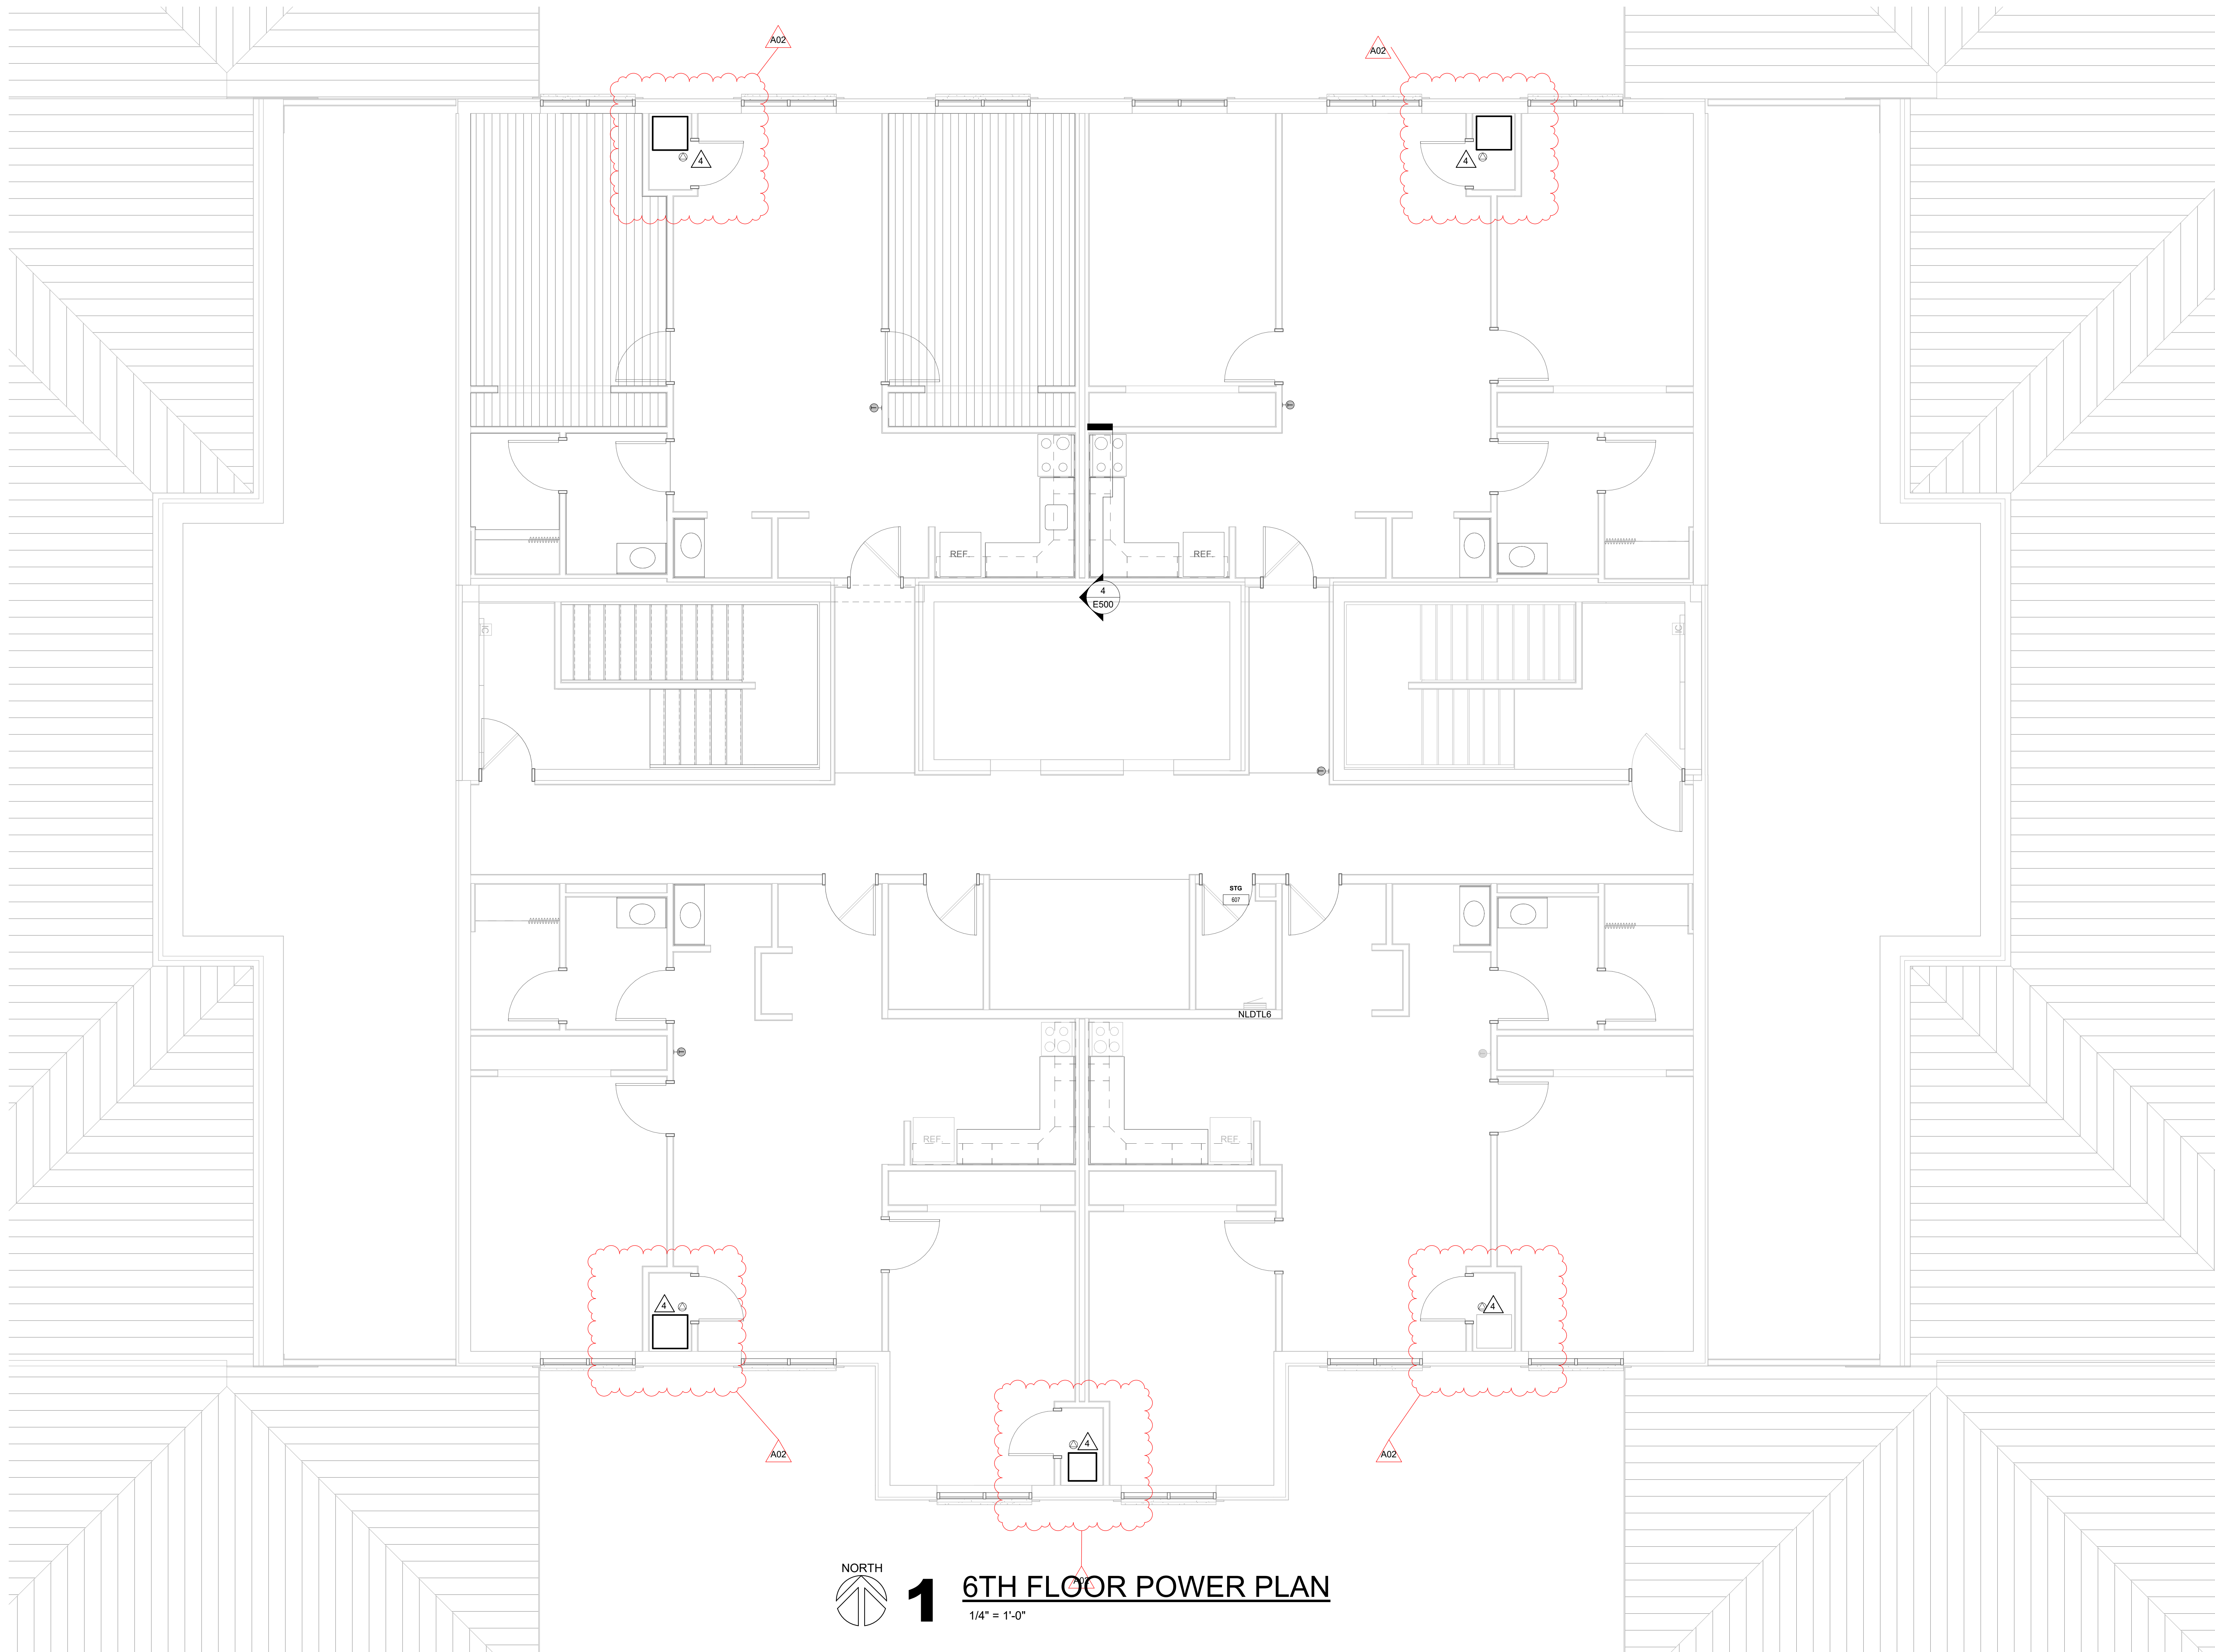 A02
A02
4
4
REF.
REF.
4
E500
STG
607
NLDTL6
REF.
REF.
4
4
A02
A02
4
A02
NORTH
1
6TH FLOOR POWER PLAN
1/4" = 1'-0"